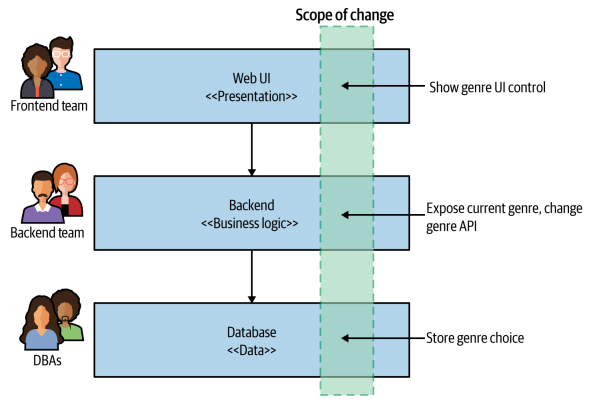 Scope of change
Web UI
<<Presentation>>
Show genre UI control
Frontend team
Backend
<<Business logic>>
Expose current genre, change
genre API
Backend team
Database
<<Data>>
Store genre choice
DBAs